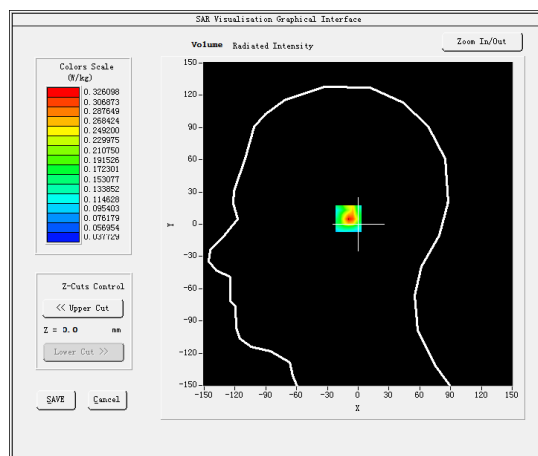 SAR Visualisation Graphical Interface
Volume Radiated Intensity
Zoom In/Out
Colors Scale
(W/kg)
0.326098
0.306873
0.287649
0.268424
0.249200
0.229975
0.210750
0.191526
0.172301
0.153077
0.133852
0.114628
0.095403
0.076179
0.056954
0.037729
Z-Cuts Control
<< Upper Cut
Z = 0.0 mm
Lower Cut >>
SAVE
Cancel
150
120
90
60
30
0
-30
-60
-90
-120
-150
Y
-150 -120 -90 -60 -30 0 30 60 90 120 150
X